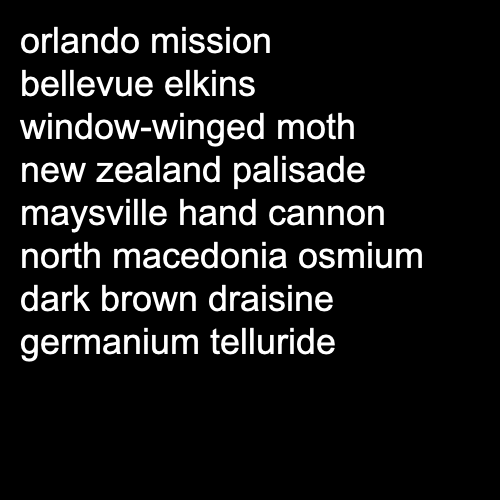 orlando mission
bellevue elkins
window-winged moth
new zealand palisade
maysville hand cannon
north macedonia osmium
dark brown draisine
germanium telluride